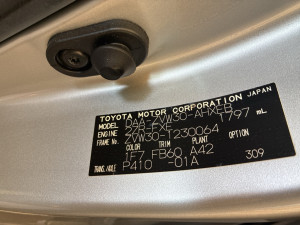 TOYOTA MOTOR CORPORATION JAPAN
MODEL DAA-ZVW30-AHXEB
ENGINE 2ZR-FXE 1797 mL
FRAME No. ZVW30-1230064
COLOR TRIM PLANT OPTION
1F7 FB60 A42
TRANS./AXLE P410 -01A 309